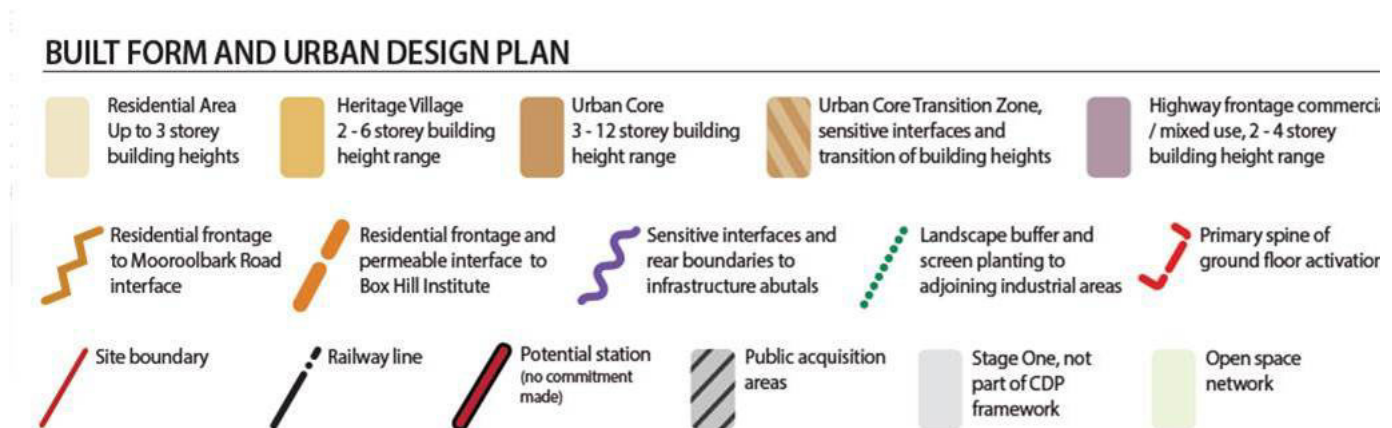 BUILT FORM AND URBAN DESIGN PLAN
Residential Area
Up to 3 storey
building heights
Heritage Village
2 - 6 storey building
height range
Urban Core
3 - 12 storey building
height range
Urban Core Transition Zone,
sensitive interfaces and
transition of building heights
Highway frontage commercia
/ mixed use, 2 - 4 storey
building height range
Residential frontage
to Mooroolbark Road
interface
Residential frontage and
permeable interface to
Box Hill Institute
Sensitive interfaces and
rear boundaries to
infrastructure abutals
Landscape buffer and
screen planting to
adjoining industrial areas
Primary spine of
ground floor activation
Site boundary
Railway line
Potential station
(no commitment
made)
Public acquisition
areas
Stage One, not
part of CDP
framework
Open space
network